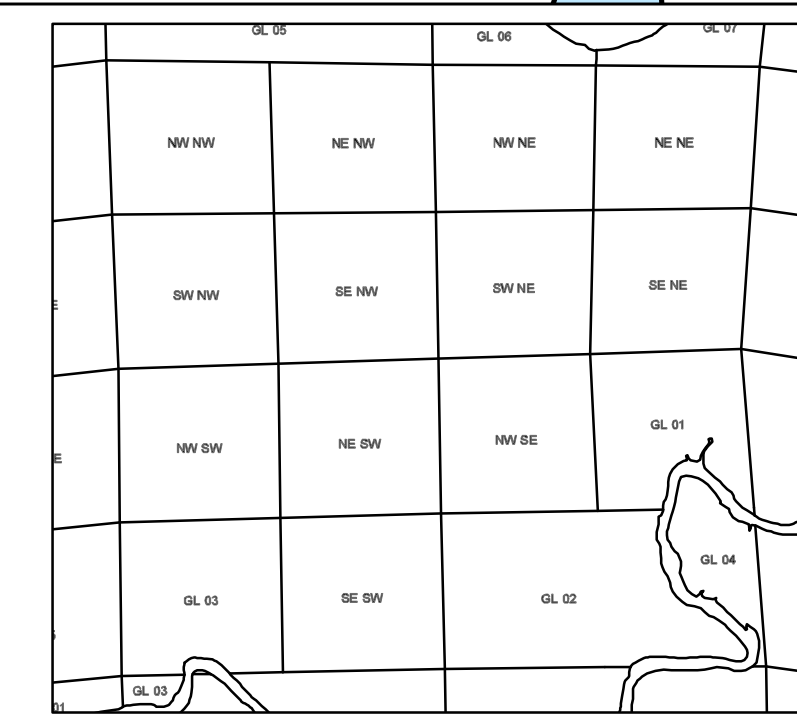 GL 05
GL 06
GL 07
NW NW
NE NW
NW NE
NE NE
SW NW
SE NW
SW NE
SE NE
E
NW SW
NE SW
NW SE
GL 01
E
GL 03
SE SW
GL 02
GL 04
GL 03
01